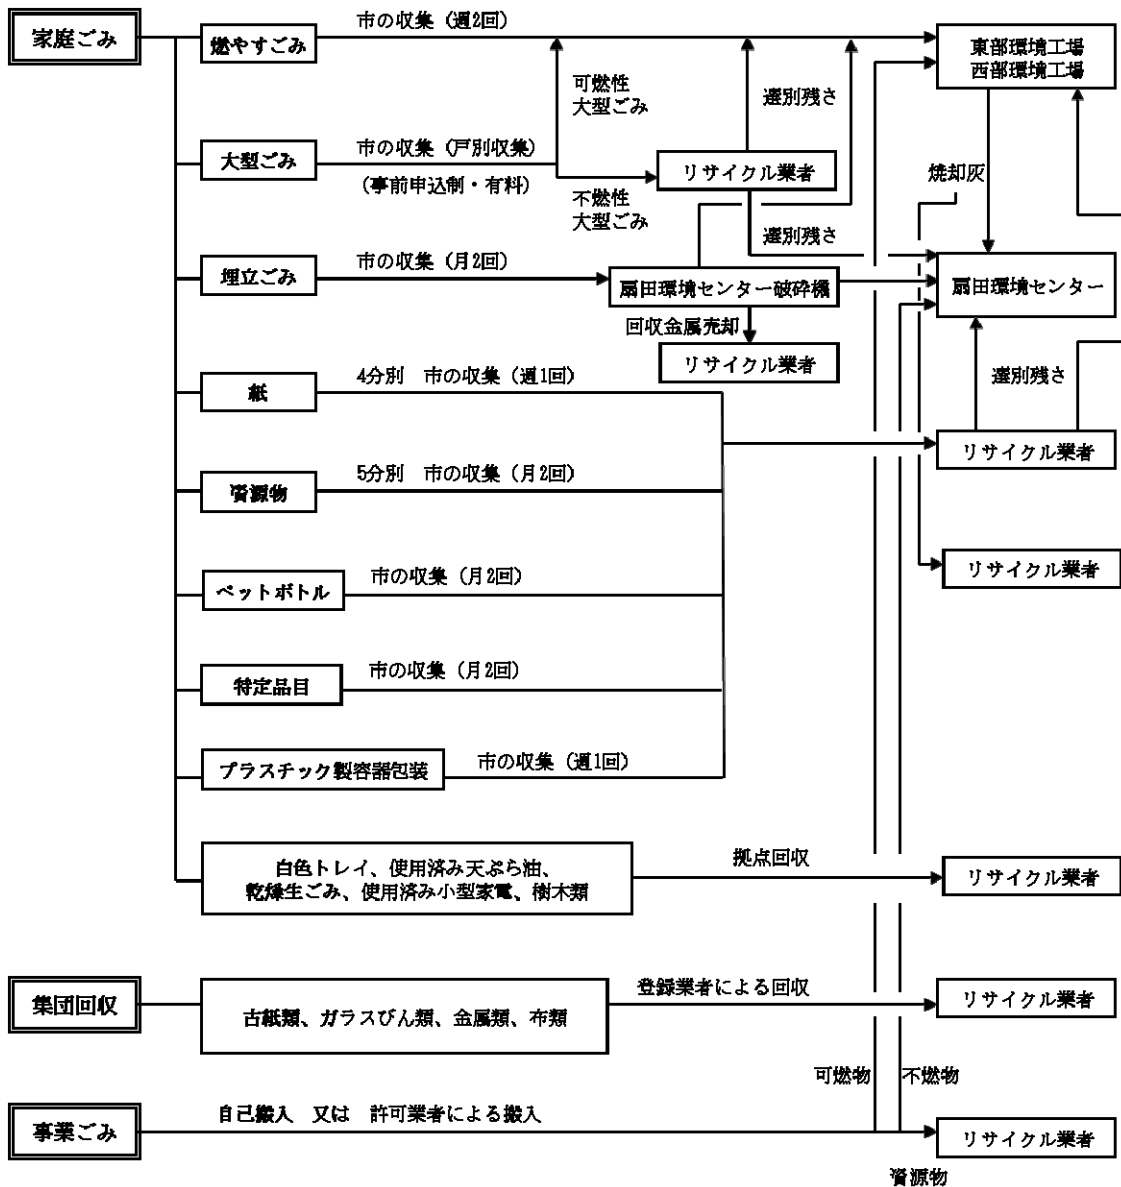 家庭ごみ
燃やすごみ
市の収集（週2回）
東部環境工場
西部環境工場
可燃性
大型ごみ
選別残さ
大型ごみ
市の収集（戸別収集）
（事前申込制・有料）
リサイクル業者
焼却灰
不燃性
大型ごみ
選別残さ
埋立ごみ
市の収集（月2回）
扇田環境センター破砕機
扇田環境センター
回収金属売却
リサイクル業者
選別残さ
紙
4分別　市の収集（週1回）
リサイクル業者
資源物
5分別　市の収集（月2回）
リサイクル業者
ペットボトル
市の収集（月2回）
特定品目
市の収集（月2回）
プラスチック製容器包装
市の収集（週1回）
白色トレイ、使用済み天ぷら油、
乾燥生ごみ、使用済み小型家電、樹木類
拠点回収
リサイクル業者
集団回収
古紙類、ガラスびん類、金属類、布類
登録業者による回収
リサイクル業者
可燃物
不燃物
事業ごみ
自己搬入　又は　許可業者による搬入
リサイクル業者
資源物